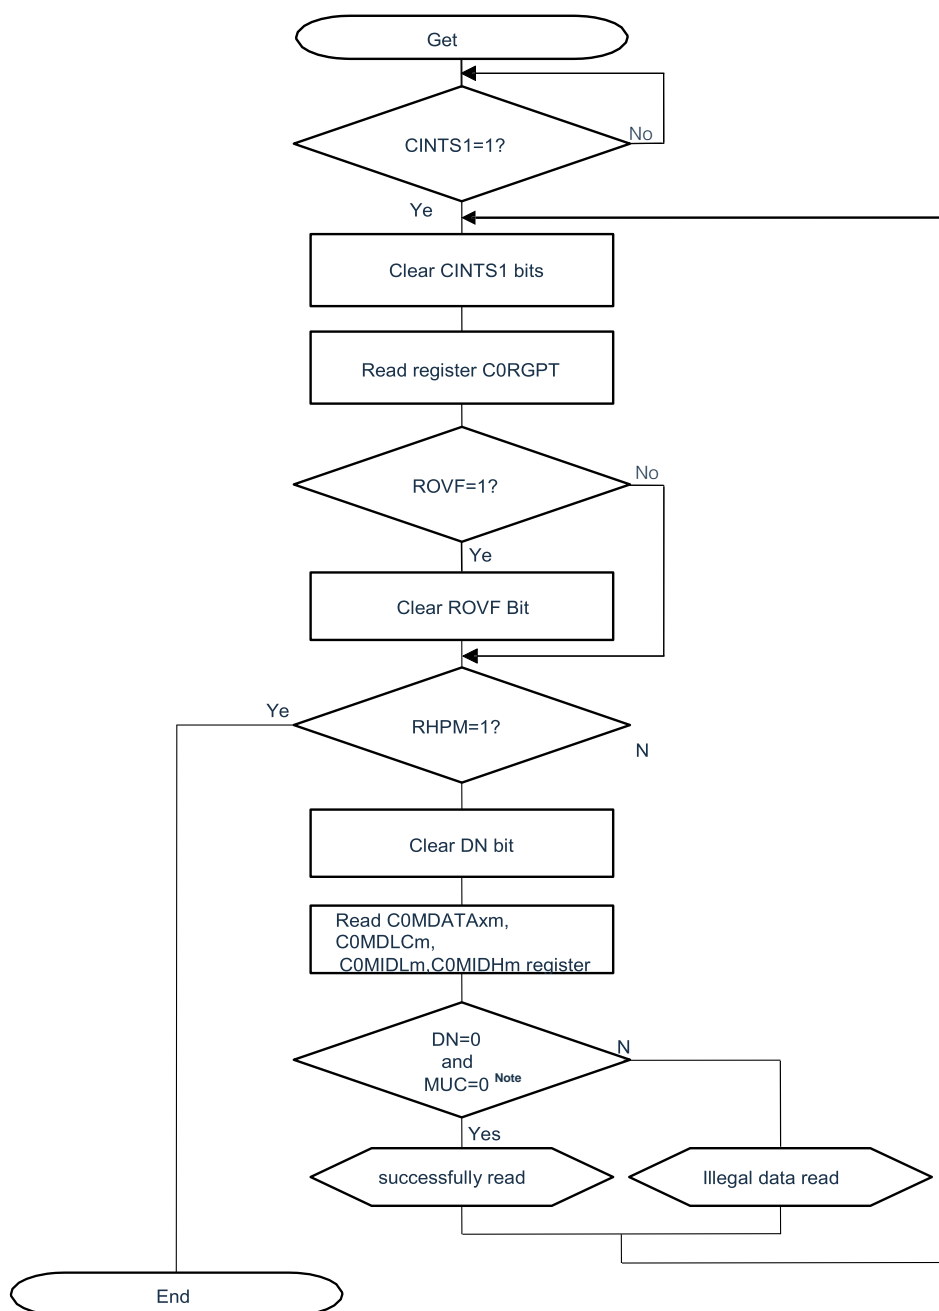 Get
CINTS1=1?
No
Ye
Clear CINTS1 bits
Read register C0RGPT
ROVF=1?
No
Ye
Clear ROVF Bit
Ye
RHPM=1?
N
Clear DN bit
Read C0MDATAxm,
C0MDLCm,
C0MIDLm,C0MIDHm register
DN=0
and
MUC=0 Note
N
Yes
successfully read
Illegal data read
End